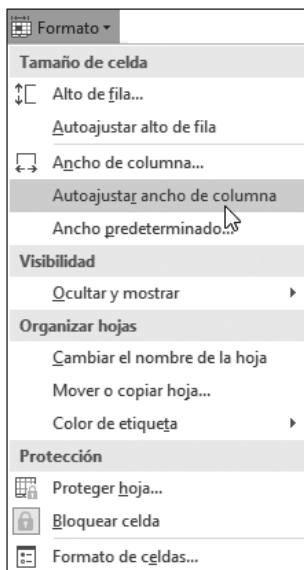 Formato
Tamaño de celda
Alto de fila...
Autoajustar alto de fila
Ancho de columna...
Autoajustar ancho de columna
Ancho predeterminado...
Visibilidad
Ocultar y mostrar
Organizar hojas
Cambiar el nombre de la hoja
Mover o copiar hoja...
Color de etiqueta
Protección
Proteger hoja...
Bloquear celda
Formato de celdas...